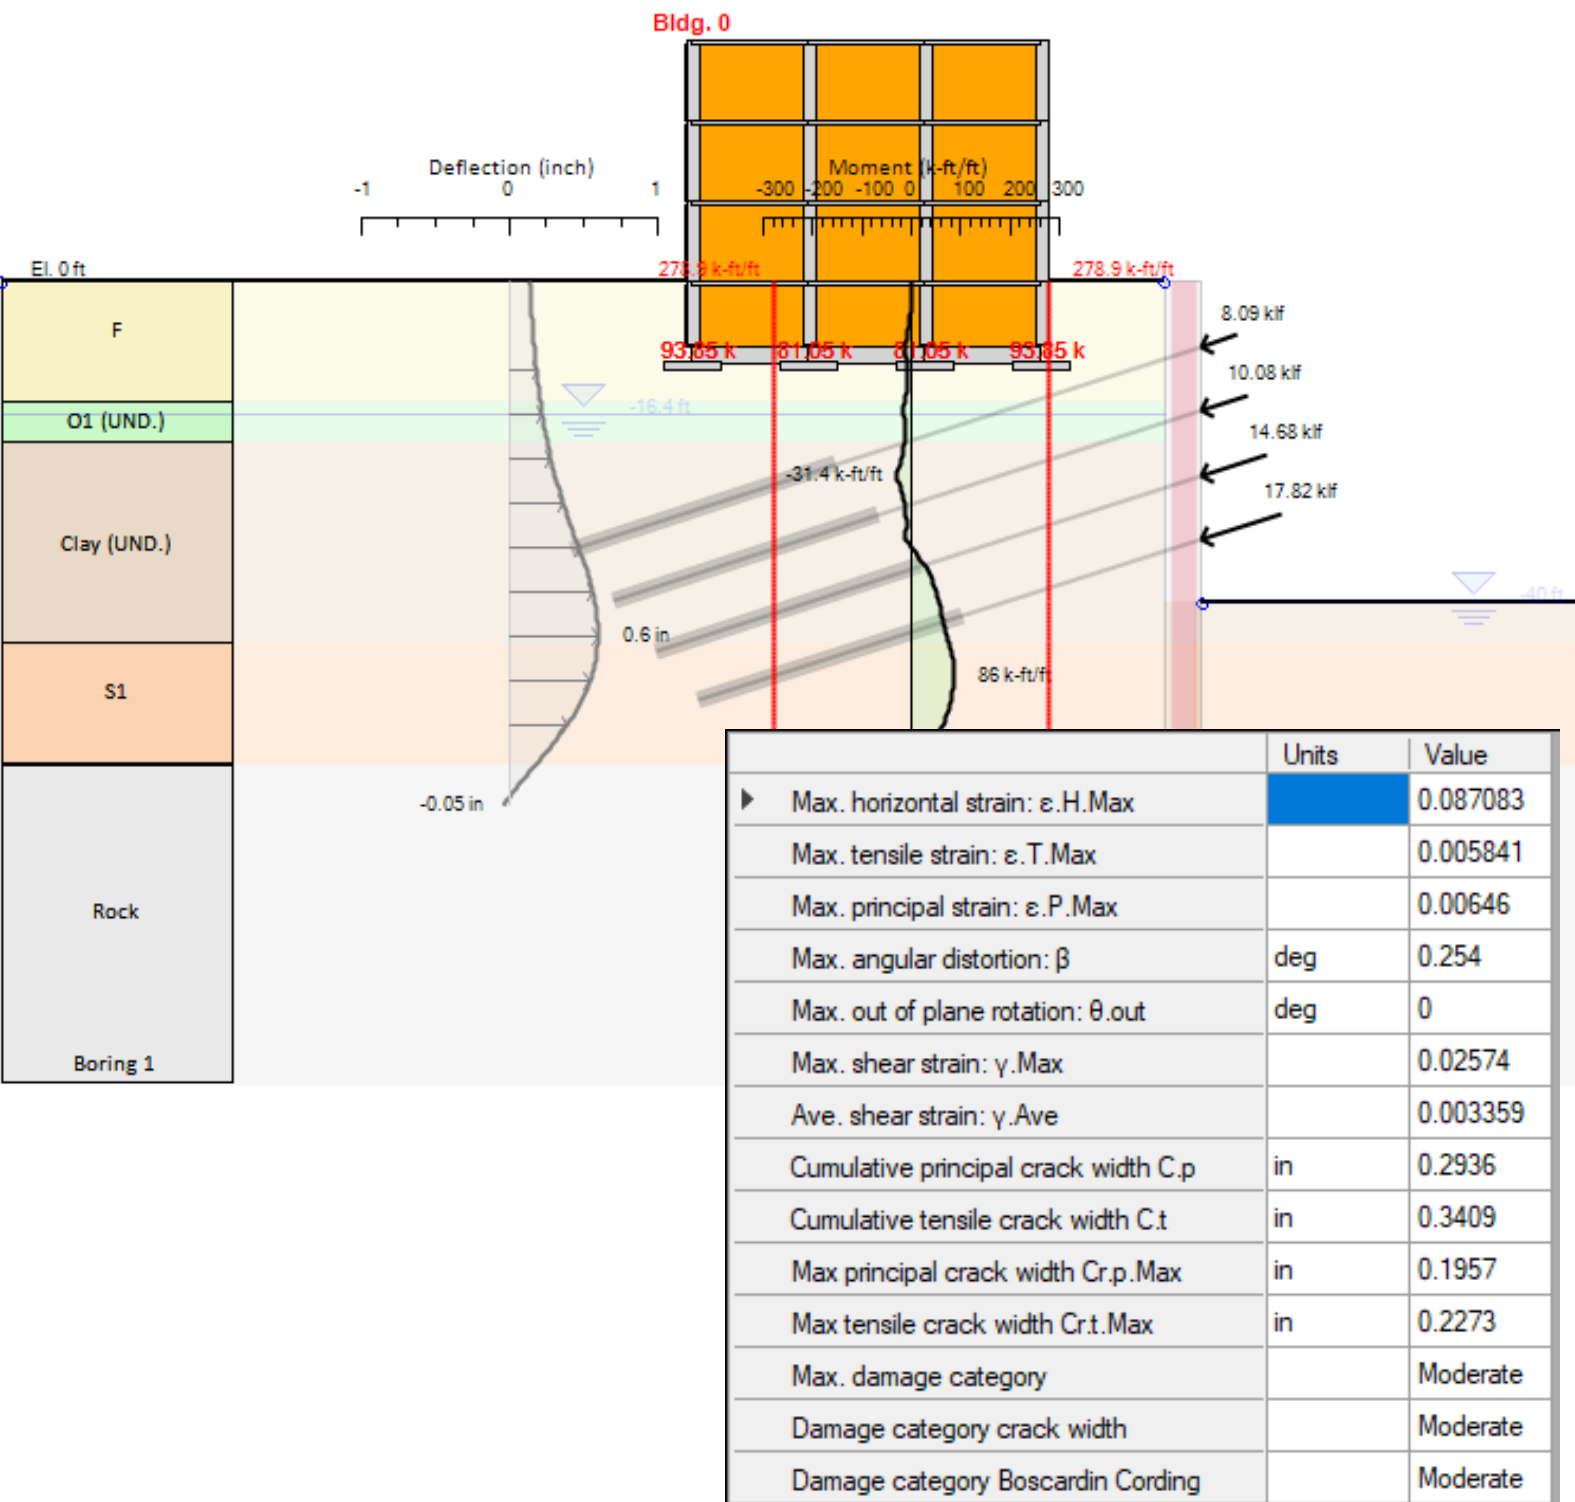 Bldg. 0
Deflection (inch)
-1 0 1
Moment (k-ft/ft)
-300 -200 -100 0 100 200 300
El. 0 ft
278.9 k-ft/ft
278.9 k-ft/ft
8.09 klf
F
93.85 k 81.05 k 81.05 k 93.85 k
10.08 klf
-16.4 ft
O1 (UND.)
14.68 klf
-31.4 k-ft/ft
17.82 klf
Clay (UND.)
-40 ft
0.6 in
86 k-ft/ft
S1
-0.05 in
Rock
Boring 1
Units Value
Max. horizontal strain: ε.H.Max 0.087083
Max. tensile strain: ε.T.Max 0.005841
Max. principal strain: ε.P.Max 0.00646
Max. angular distortion: β deg 0.254
Max. out of plane rotation: θ.out deg 0
Max. shear strain: γ.Max 0.02574
Ave. shear strain: γ.Ave 0.003359
Cumulative principal crack width C.p in 0.2936
Cumulative tensile crack width C.t in 0.3409
Max principal crack width Cr.p.Max in 0.1957
Max tensile crack width Cr.t.Max in 0.2273
Max. damage category Moderate
Damage category crack width Moderate
Damage category Boscardin Cording Moderate